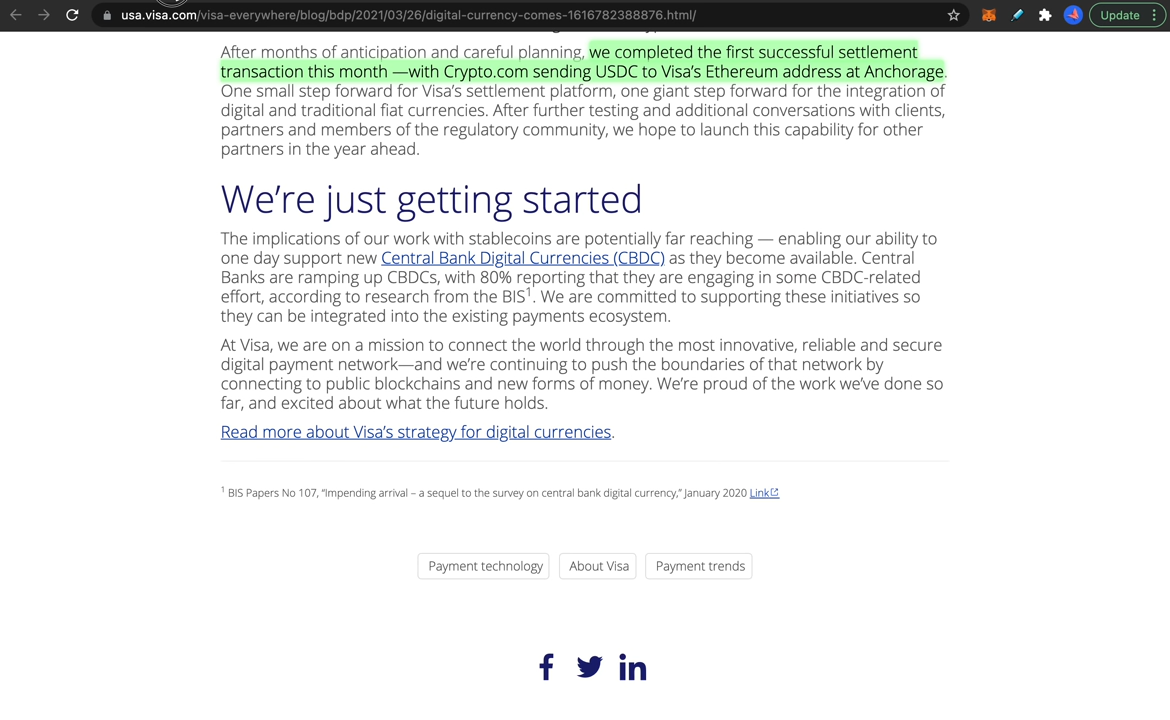 usa.visa.com/visa-everywhere/blog/bdp/2021/03/26/digital-currency-comes-1616782388876.html/
Update
After months of anticipation and careful planning, we completed the first successful settlement
transaction this month —with Crypto.com sending USDC to Visa’s Ethereum address at Anchorage.
One small step forward for Visa’s settlement platform, one giant step forward for the integration of
digital and traditional fiat currencies. After further testing and additional conversations with clients,
partners and members of the regulatory community, we hope to launch this capability for other
partners in the year ahead.
We’re just getting started
The implications of our work with stablecoins are potentially far reaching — enabling our ability to
one day support new Central Bank Digital Currencies (CBDC) as they become available. Central
Banks are ramping up CBDCs, with 80% reporting that they are engaging in some CBDC-related
effort, according to research from the BIS¹. We are committed to supporting these initiatives so
they can be integrated into the existing payments ecosystem.
At Visa, we are on a mission to connect the world through the most innovative, reliable and secure
digital payment network—and we’re continuing to push the boundaries of that network by
connecting to public blockchains and new forms of money. We’re proud of the work we’ve done so
far, and excited about what the future holds.
Read more about Visa’s strategy for digital currencies.
¹ BIS Papers No 107, “Impending arrival – a sequel to the survey on central bank digital currency,” January 2020 Link
Payment technology
About Visa
Payment trends